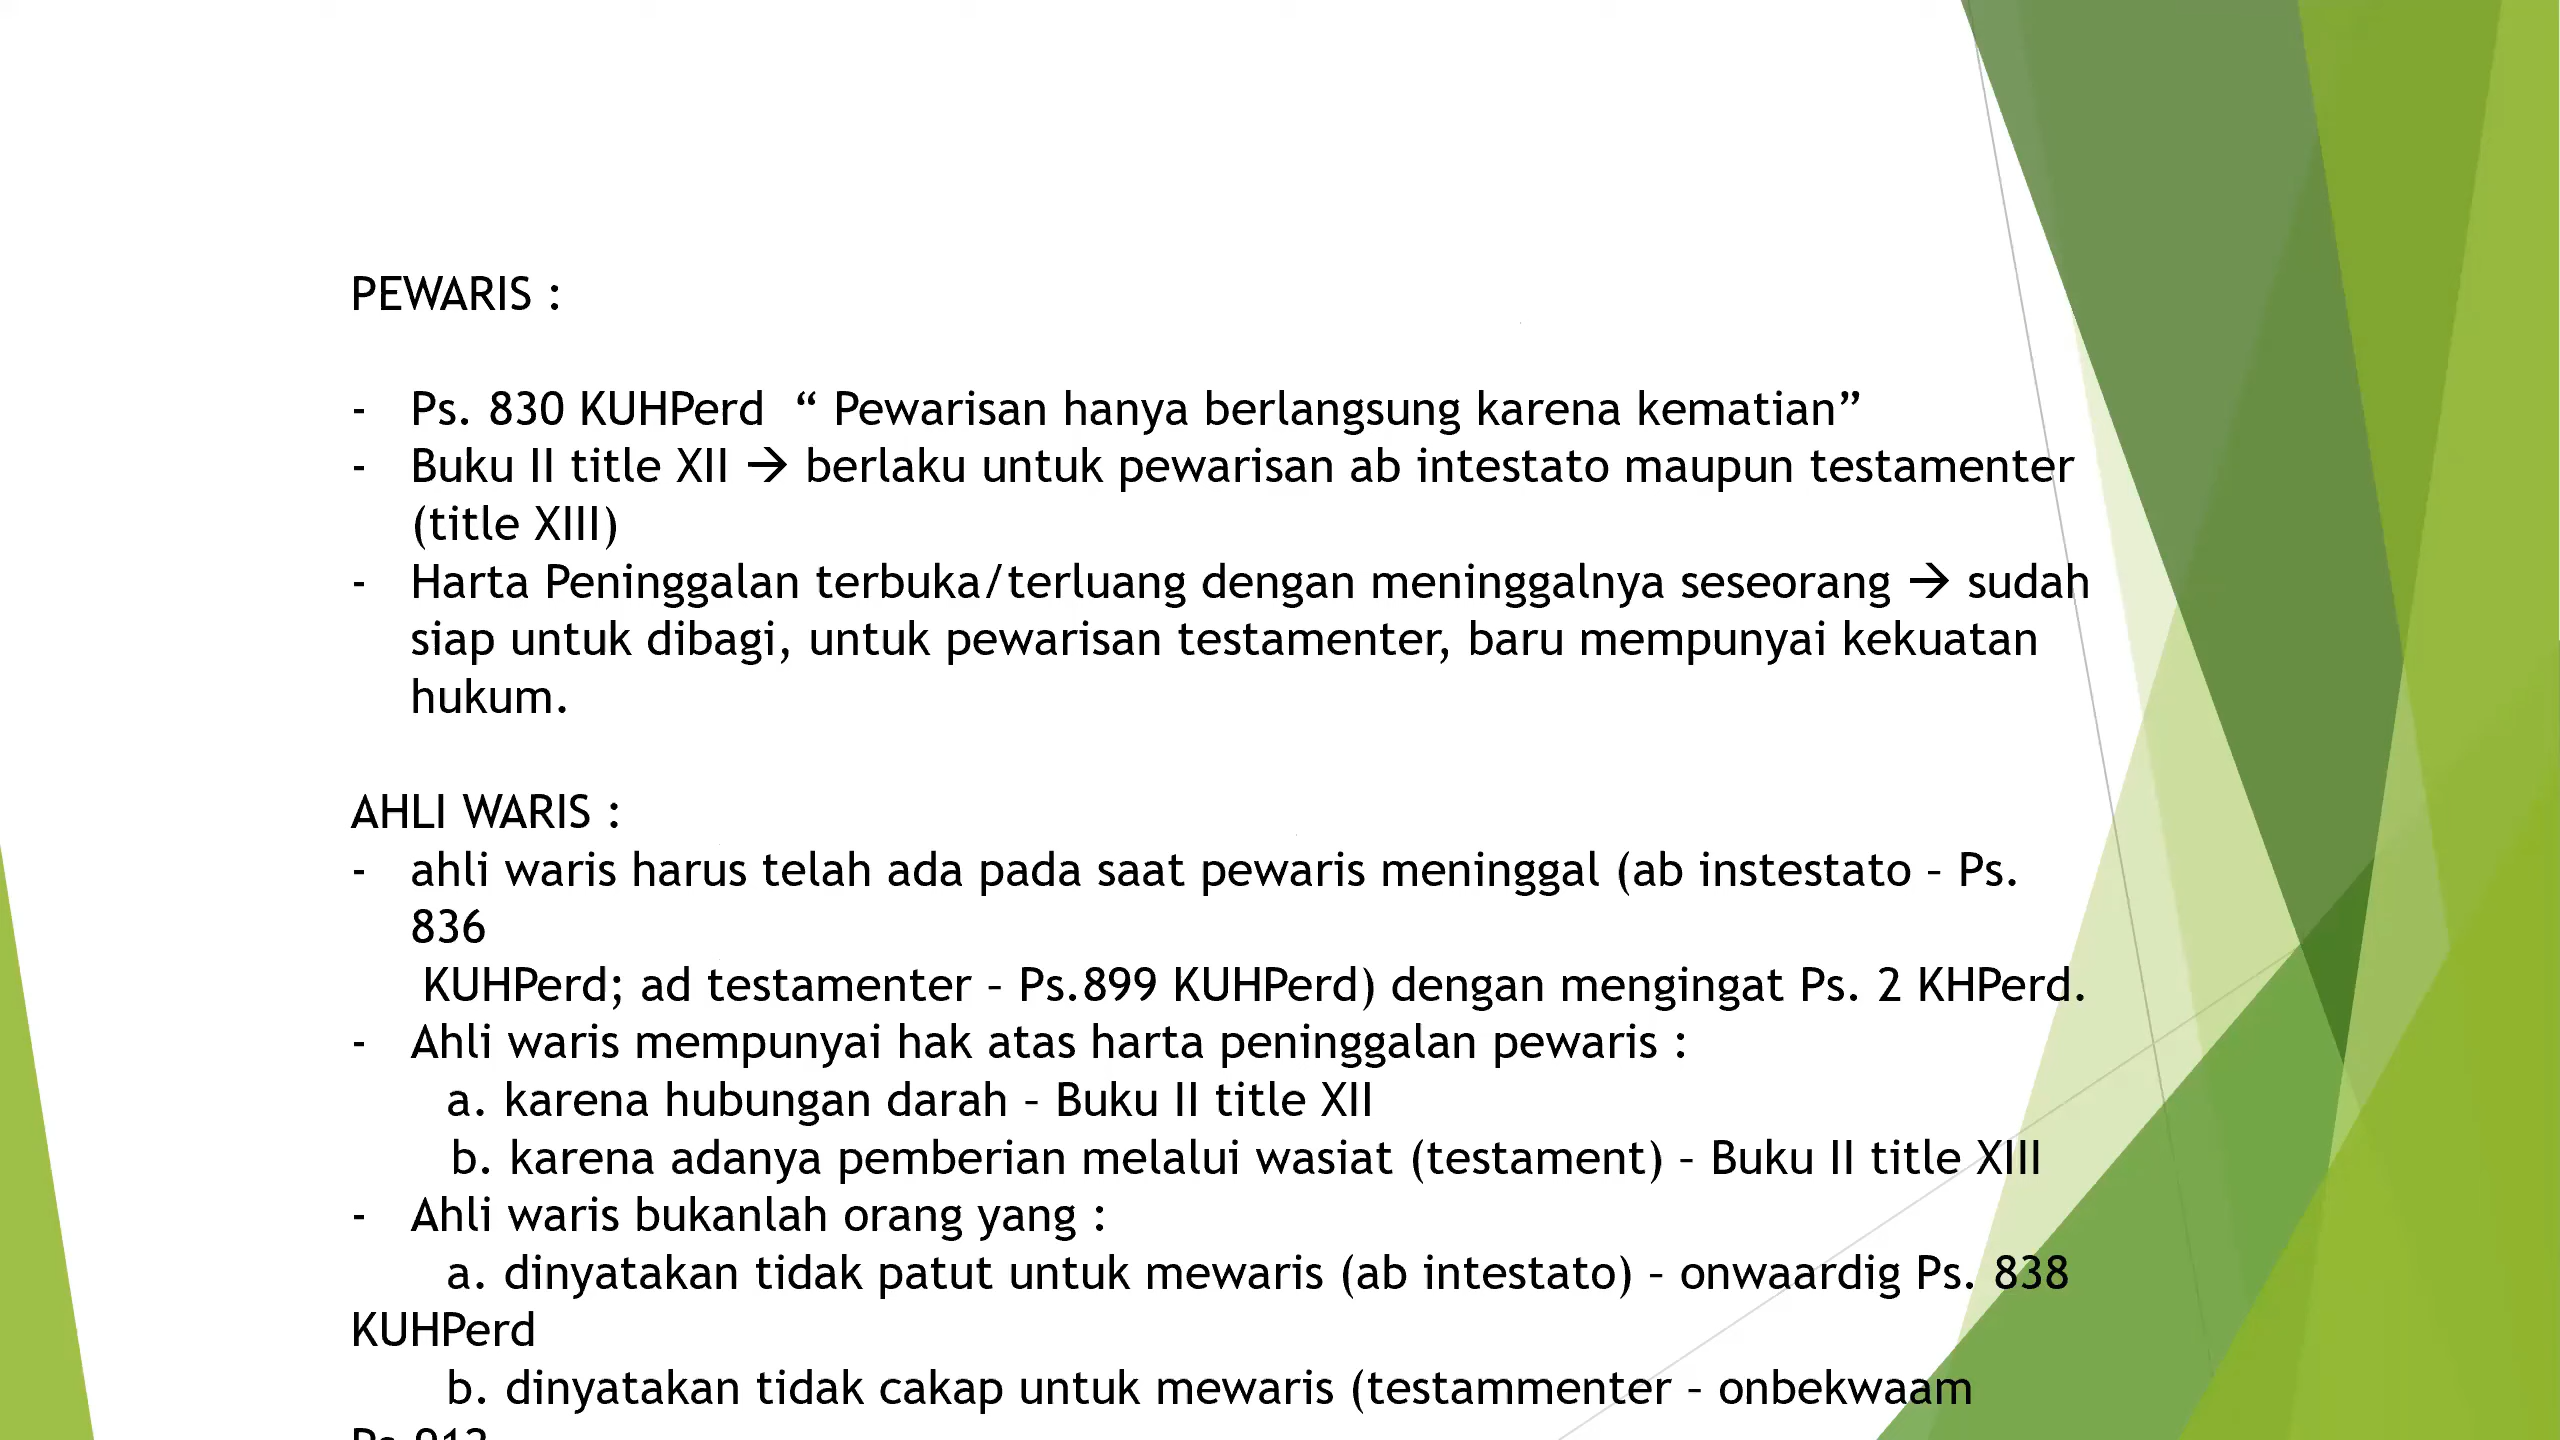 PEWARIS :
- Ps. 830 KUHPerd “ Pewarisan hanya berlangsung karena kematian”
- Buku II title XII → berlaku untuk pewarisan ab intestato maupun testamenter
(title XIII)
- Harta Peninggalan terbuka/terluang dengan meninggalnya seseorang → sudah
siap untuk dibagi, untuk pewarisan testamenter, baru mempunyai kekuatan
hukum.
AHLI WARIS :
- ahli waris harus telah ada pada saat pewaris meninggal (ab instestato – Ps.
836
KUHPerd; ad testamenter – Ps.899 KUHPerd) dengan mengingat Ps. 2 KHPerd.
- Ahli waris mempunyai hak atas harta peninggalan pewaris :
a. karena hubungan darah – Buku II title XII
b. karena adanya pemberian melalui wasiat (testament) – Buku II title XIII
- Ahli waris bukanlah orang yang :
a. dinyatakan tidak patut untuk mewaris (ab intestato) – onwaardig Ps. 838
KUHPerd
b. dinyatakan tidak cakap untuk mewaris (testammenter – onbekwaam
Ps.912